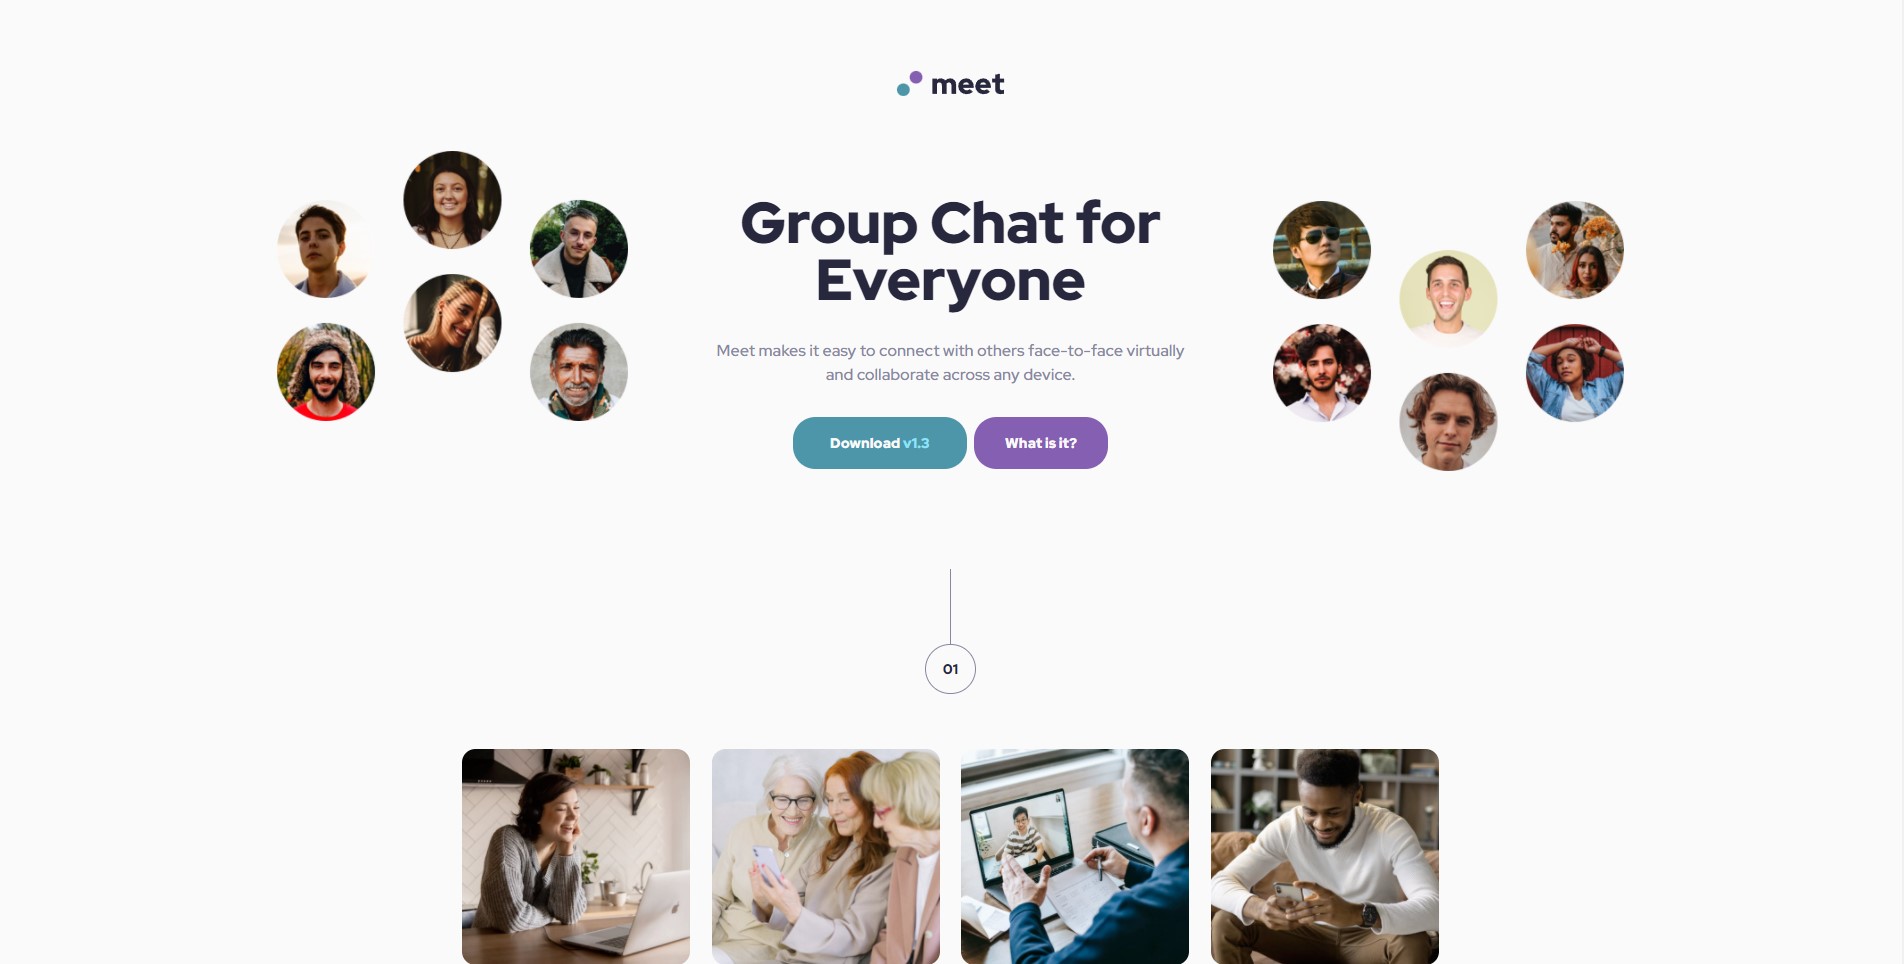 meet
Group Chat for
Everyone
Meet makes it easy to connect with others face-to-face virtually
and collaborate across any device.
Download v1.3
What is it?
01